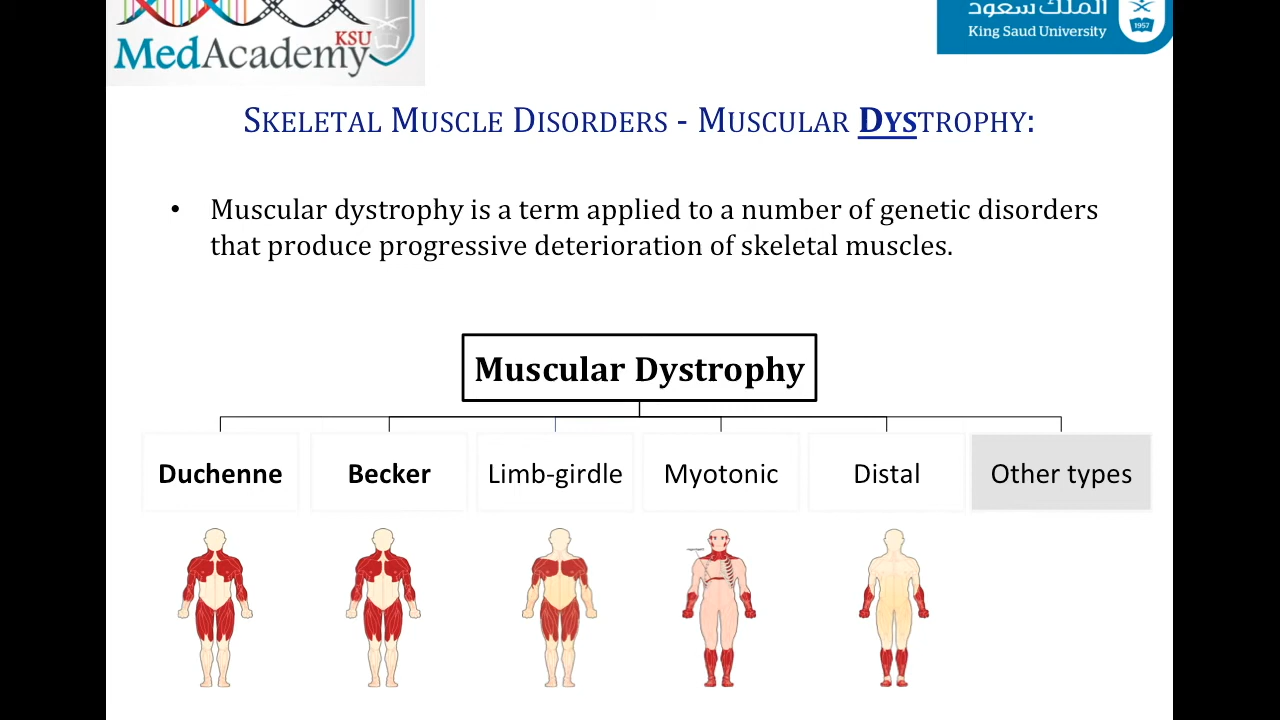 KSU
MedAcademy
الملك سعود
King Saud University
1957
SKELETAL MUSCLE DISORDERS - MUSCULAR DYSTROPHY:
• Muscular dystrophy is a term applied to a number of genetic disorders
that produce progressive deterioration of skeletal muscles.
Muscular Dystrophy
Duchenne
Becker
Limb-girdle
Myotonic
Distal
Other types